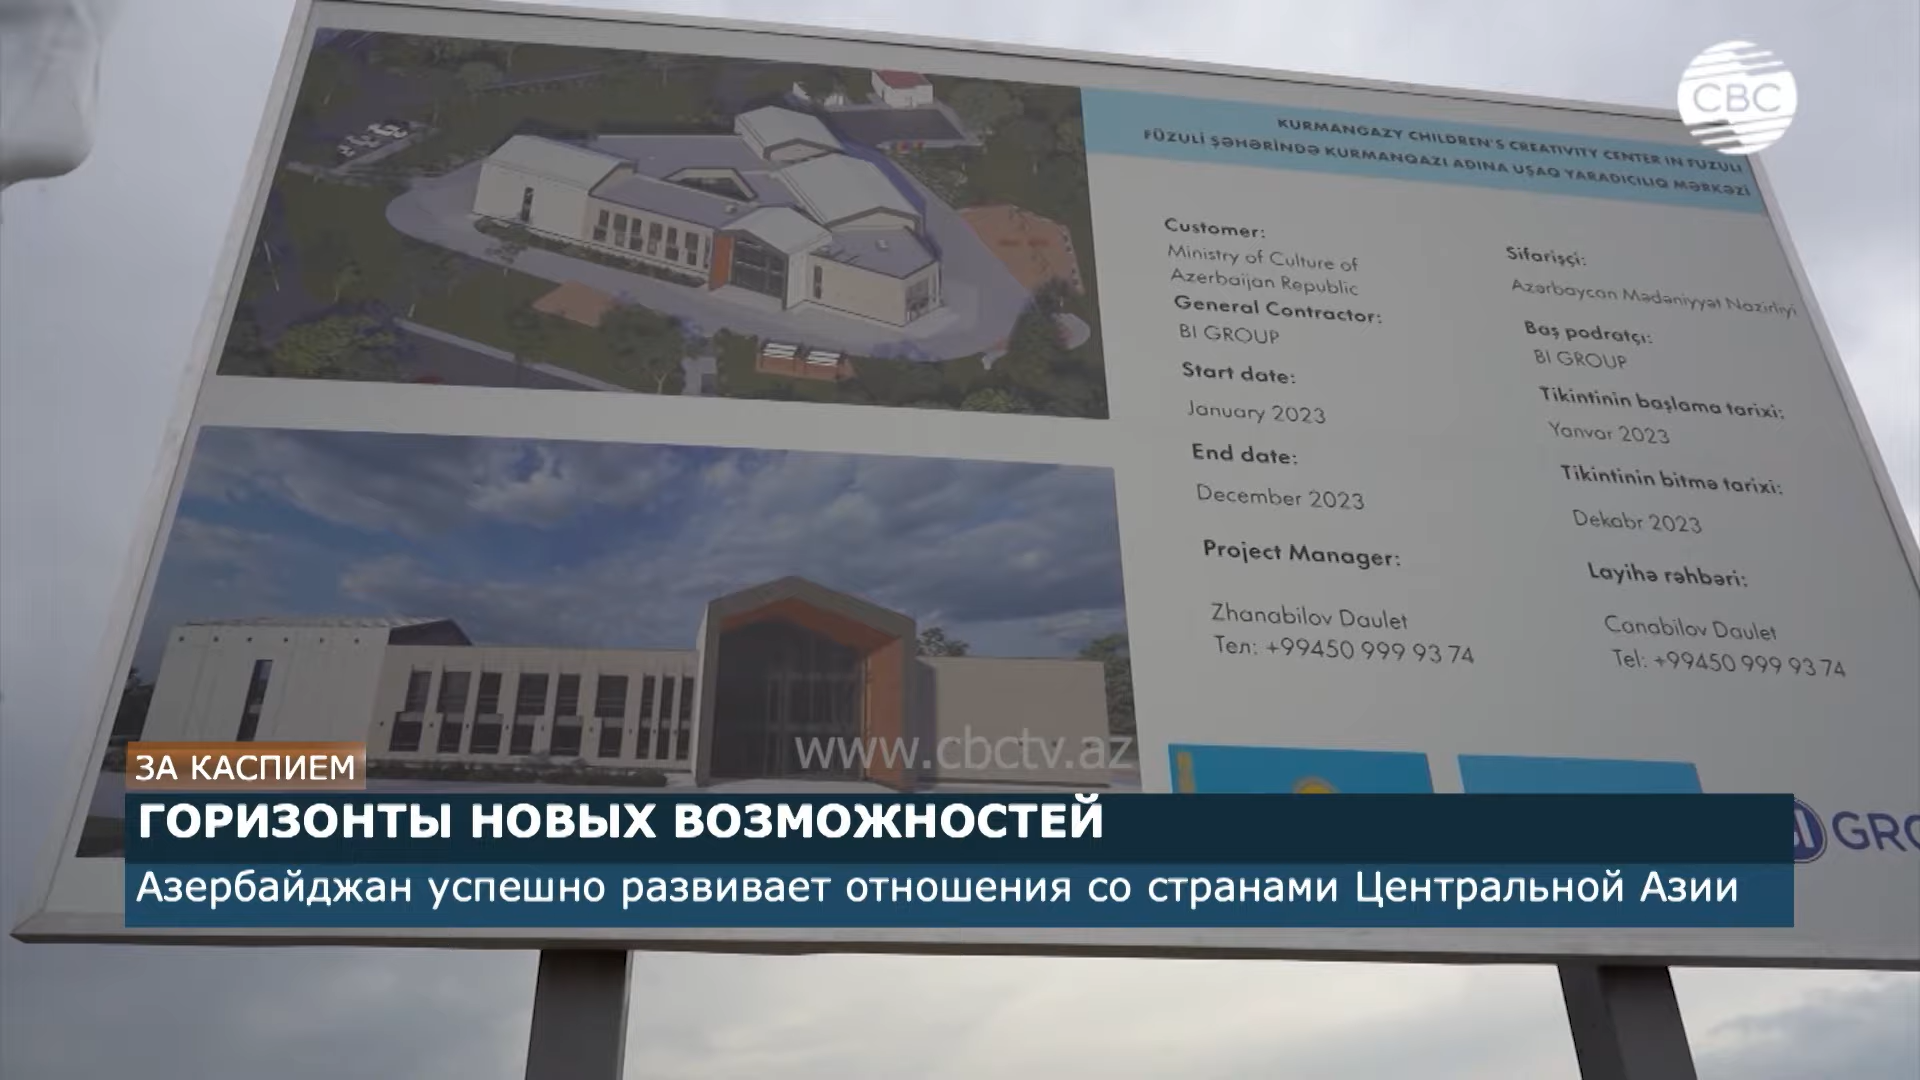 CBC
KURMANGAZY CHILDREN'S CREATIVITY CENTER IN FUZULI
FÜZULİ ŞƏHƏRİNDƏ KURMANQAZI ADINA UŞAQ YARADICILIQ MƏRKƏZİ
Customer:
Ministry of Culture of
Azerbaijan Republic
General Contractor:
BI GROUP
Start date:
January 2023
End date:
December 2023
Project Manager:
Zhanabilov Daulet
Тел: +99450 999 93 74
Sifarişçi:
Azərbaycan Mədəniyyət Nazirliyi
Baş podratçı:
BI GROUP
Tikintinin başlama tarixi:
Yanvar 2023
Tikintinin bitmə tarixi:
Dekabr 2023
Layihə rəhbəri:
Canabilov Daulet
Tel: +99450 999 93 74
www.cbctv.az
ЗА КАСПИЕМ
ГОРИЗОНТЫ НОВЫХ ВОЗМОЖНОСТЕЙ
Азербайджан успешно развивает отношения со странами Центральной Азии